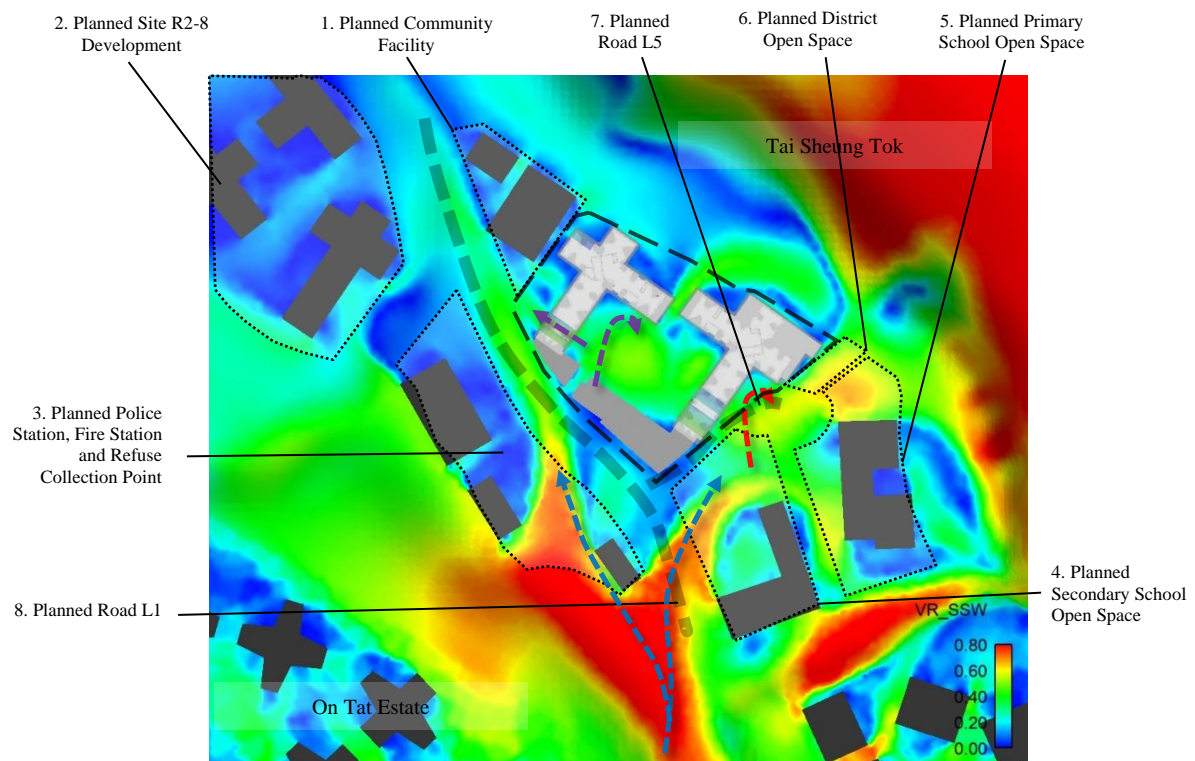 2. Planned Site R2-8
Development
1. Planned Community
Facility
7. Planned
Road L5
6. Planned District
Open Space
5. Planned Primary
School Open Space
Tai Sheung Tok
3. Planned Police
Station, Fire Station
and Refuse
Collection Point
8. Planned Road L1
4. Planned
Secondary School
Open Space
On Tat Estate
VR_SSW
0.80
0.60
0.40
0.20
0.00